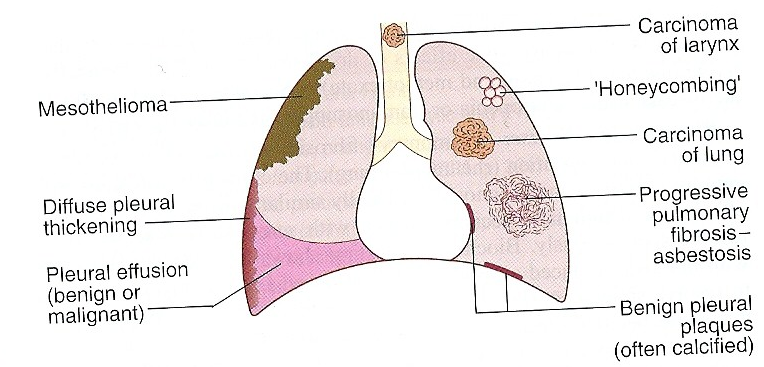 Carcinoma
of larynx
'Honeycombing'
Mesothelioma
Carcinoma
of lung
Diffuse pleural
thickening
Progressive
pulmonary
fibrosis–
asbestosis
Pleural effusion
(benign or
malignant)
Benign pleural
plaques
(often calcified)